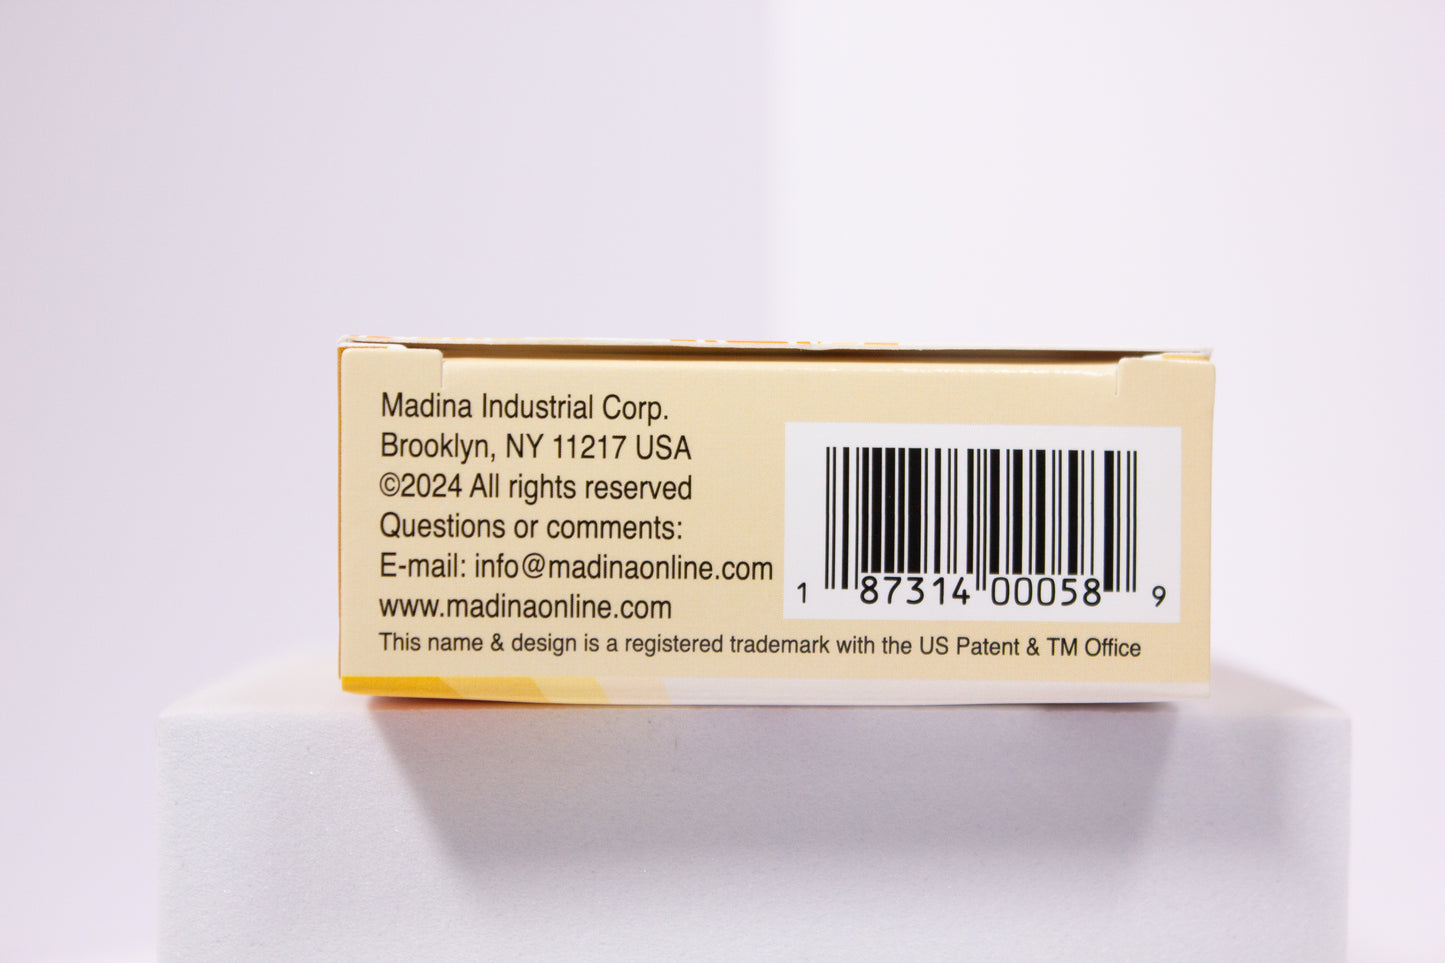 Madina Industrial Corp.
Brooklyn, NY 11217 USA
©2024 All rights reserved
Questions or comments:
E-mail: info@madinaonline.com
www.madinaonline.com
This name & design is a registered trademark with the US Patent & TM Office
1 87314 00058 9